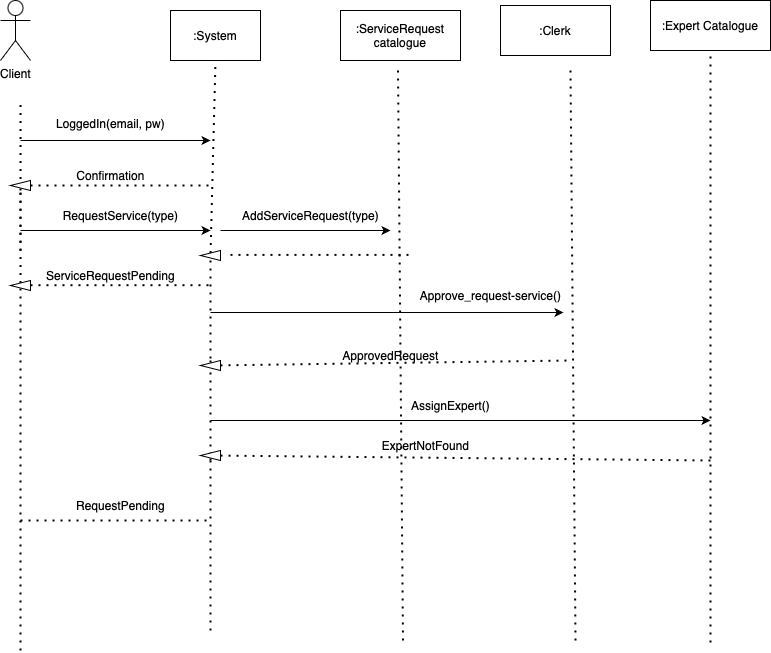 Client
:System
:ServiceRequest
catalogue
:Clerk
:Expert Catalogue
LoggedIn(email, pw)
Confirmation
RequestService(type)
AddServiceRequest(type)
ServiceRequestPending
Approve_request-service()
ApprovedRequest
AssignExpert()
ExpertNotFound
RequestPending